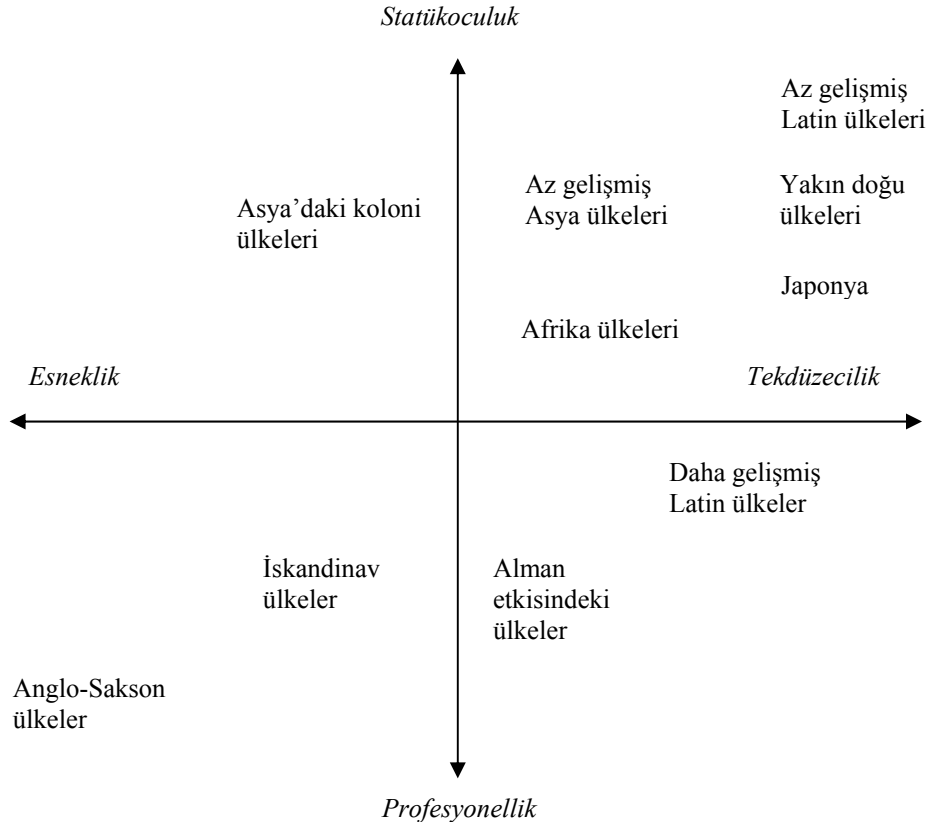 Statükoculuk
Az gelişmiş
Latin ülkeleri
Az gelişmiş
Asya ülkeleri
Yakın doğu
ülkeleri
Asya’daki koloni
ülkeleri
Japonya
Afrika ülkeleri
Esneklik
Tekdüzecilik
Daha gelişmiş
Latin ülkeler
İskandinav
ülkeler
Alman
etkisindeki
ülkeler
Anglo-Sakson
ülkeler
Profesyonellik